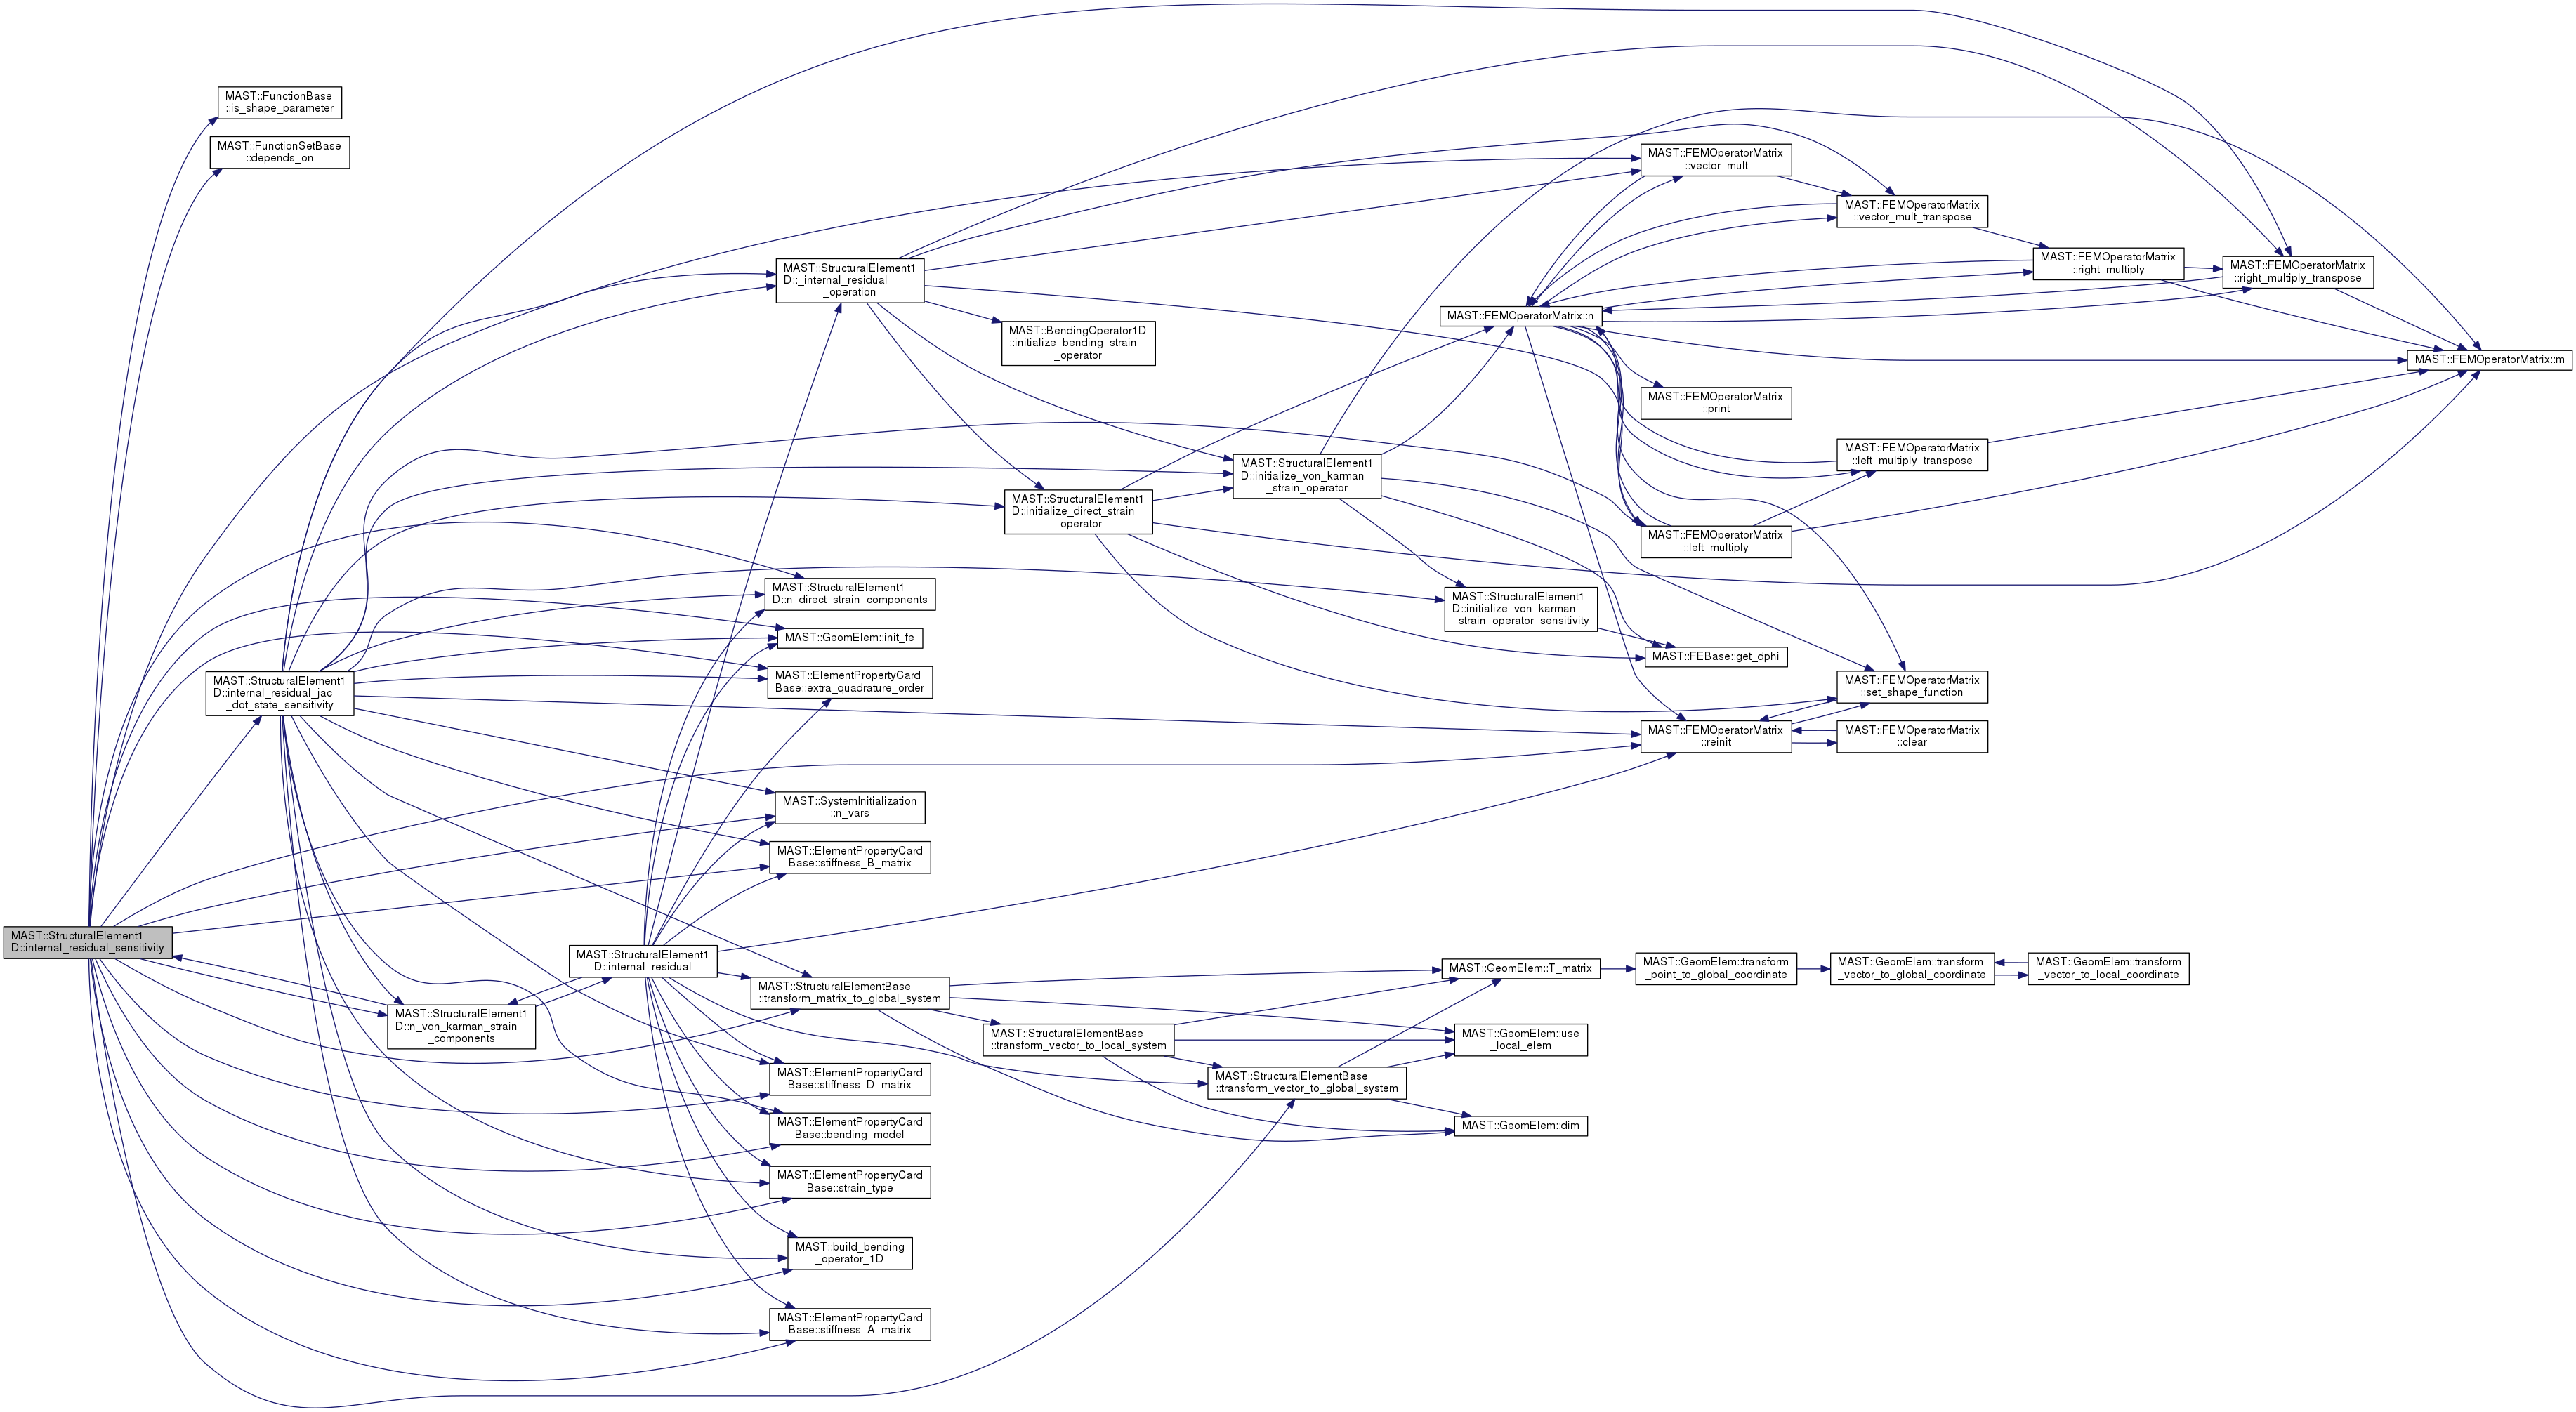 MAST::FunctionBase
::is_shape_parameter
MAST::FunctionSetBase
::depends_on
MAST::StructuralElement1
D::internal_residual_sensitivity
MAST::StructuralElement1
D::internal_residual_jac
_dot_state_sensitivity
MAST::StructuralElement1
D::n_von_karman_strain
_components
MAST::StructuralElement1
D::internal_residual
MAST::StructuralElement1
D::_internal_residual
_operation
MAST::StructuralElement1
D::n_direct_strain_components
MAST::GeomElem::init_fe
MAST::ElementPropertyCard
Base::extra_quadrature_order
MAST::SystemInitialization
::n_vars
MAST::ElementPropertyCard
Base::stiffness_B_matrix
MAST::StructuralElementBase
::transform_matrix_to_global_system
MAST::ElementPropertyCard
Base::stiffness_D_matrix
MAST::ElementPropertyCard
Base::bending_model
MAST::ElementPropertyCard
Base::strain_type
MAST::build_bending
_operator_1D
MAST::ElementPropertyCard
Base::stiffness_A_matrix
MAST::BendingOperator1D
::initialize_bending_strain
_operator
MAST::StructuralElement1
D::initialize_direct_strain
_operator
MAST::StructuralElementBase
::transform_vector_to_local_system
MAST::StructuralElement1
D::initialize_von_karman
_strain_operator
MAST::StructuralElementBase
::transform_vector_to_global_system
MAST::FEMOperatorMatrix::n
MAST::StructuralElement1
D::initialize_von_karman
_strain_operator_sensitivity
MAST::GeomElem::T_matrix
MAST::GeomElem::use
_local_elem
MAST::GeomElem::dim
MAST::FEMOperatorMatrix
::vector_mult
MAST::FEMOperatorMatrix
::print
MAST::FEMOperatorMatrix
::left_multiply
MAST::FEBase::get_dphi
MAST::FEMOperatorMatrix
::reinit
MAST::GeomElem::transform
_point_to_global_coordinate
MAST::FEMOperatorMatrix
::vector_mult_transpose
MAST::FEMOperatorMatrix
::left_multiply_transpose
MAST::FEMOperatorMatrix
::set_shape_function
MAST::FEMOperatorMatrix
::clear
MAST::GeomElem::transform
_vector_to_global_coordinate
MAST::FEMOperatorMatrix
::right_multiply
MAST::GeomElem::transform
_vector_to_local_coordinate
MAST::FEMOperatorMatrix
::right_multiply_transpose
MAST::FEMOperatorMatrix::m